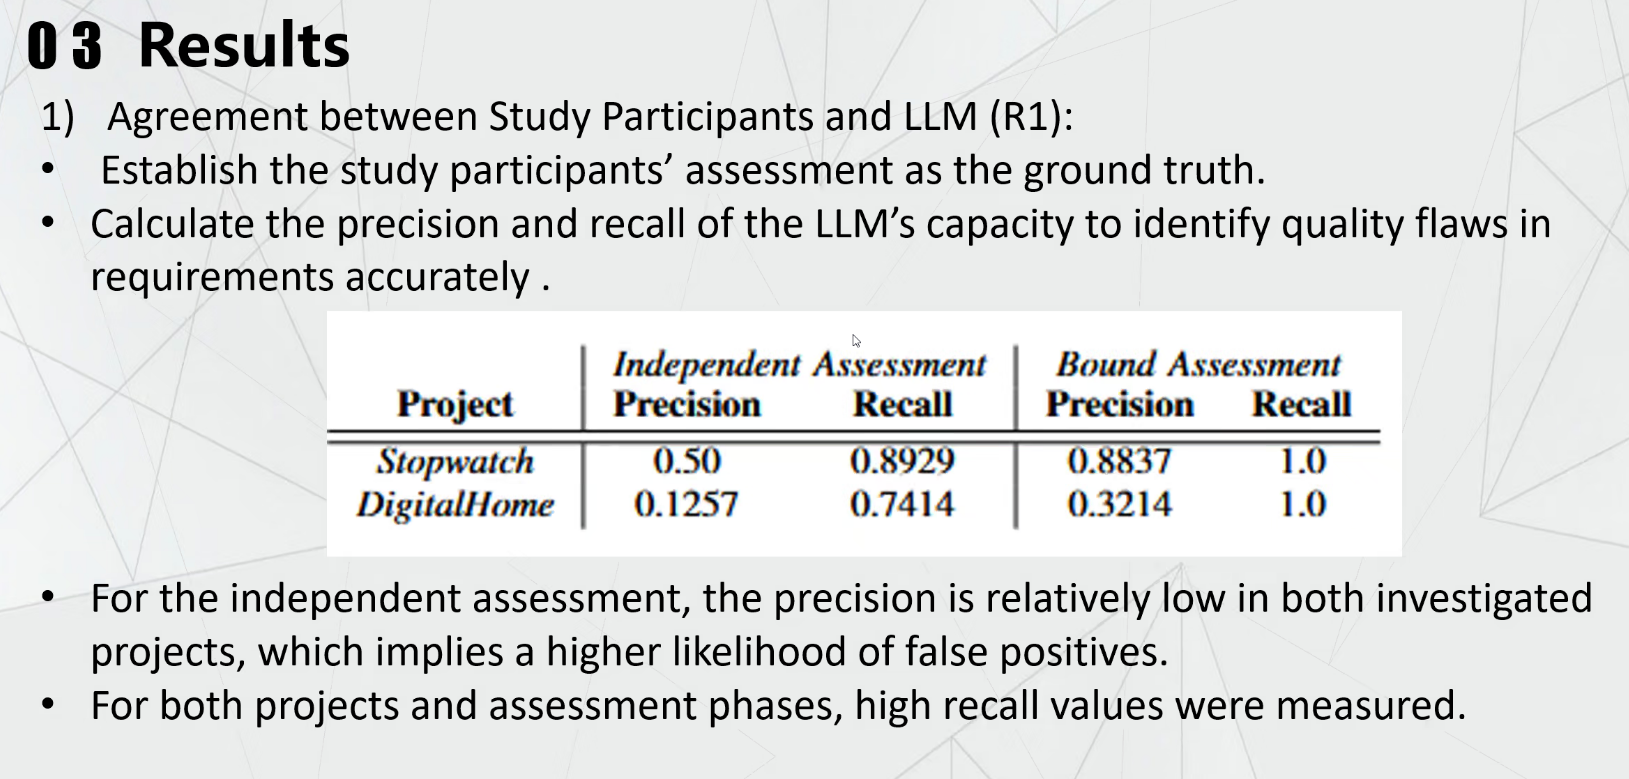 03 Results
1) Agreement between Study Participants and LLM (R1):
• Establish the study participants’ assessment as the ground truth.
• Calculate the precision and recall of the LLM’s capacity to identify quality flaws in
requirements accurately .
Independent Assessment Bound Assessment
Project Precision Recall Precision Recall
Stopwatch 0.50 0.8929 0.8837 1.0
DigitalHome 0.1257 0.7414 0.3214 1.0
• For the independent assessment, the precision is relatively low in both investigated
projects, which implies a higher likelihood of false positives.
• For both projects and assessment phases, high recall values were measured.